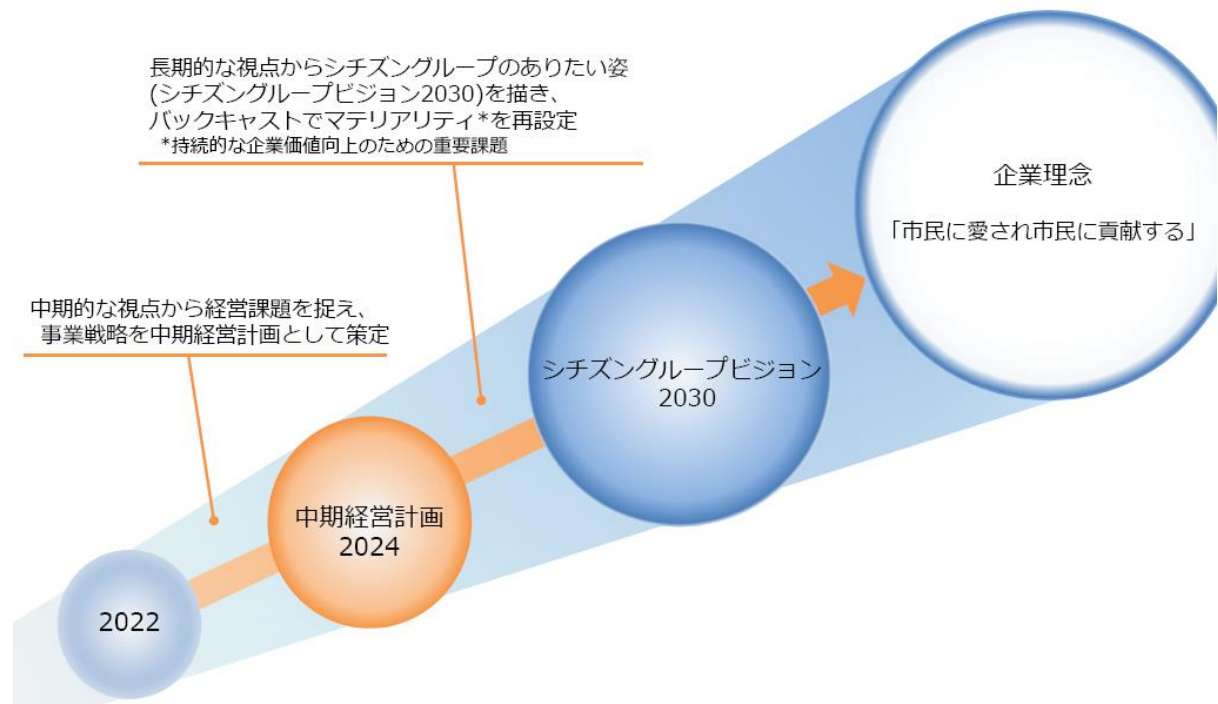 長期的な視点からシチズングループのありたい姿
(シチズングループビジョン2030)を描き、
バックキャストでマテリアリティ*を再設定
*持続的な企業価値向上のための重要課題
企業理念
「市民に愛され市民に貢献する」
中期的な視点から経営課題を捉え、
事業戦略を中期経営計画として策定
シチズングループビジョン
2030
中期経営計画
2024
2022